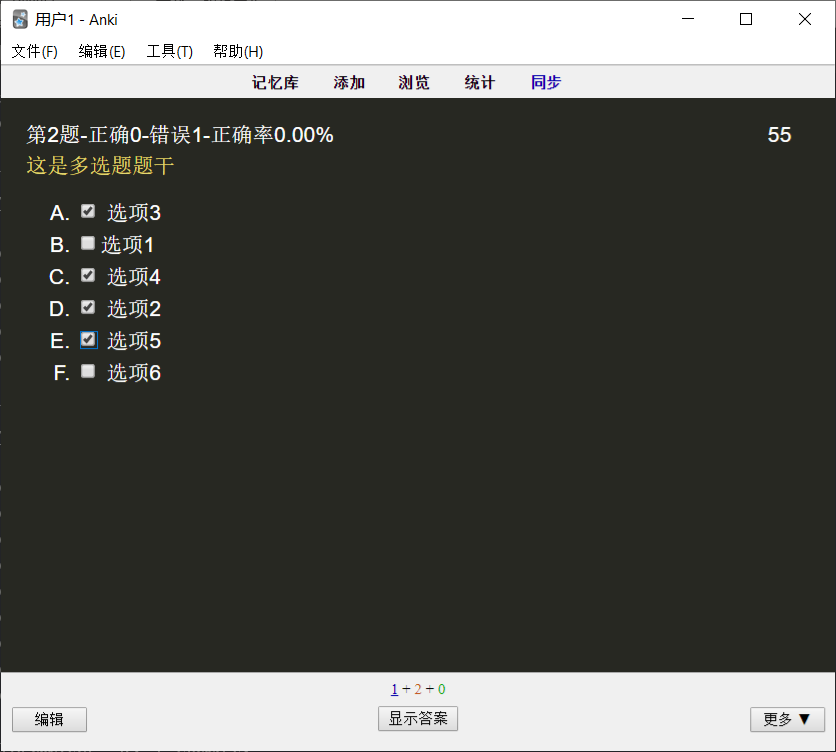 用户1 - Anki
文件(F) 编辑(E) 工具(T) 帮助(H)
记忆库 添加 浏览 统计 同步
第2题-正确0-错误1-正确率0.00% 55
这是多选题题干
A. 选项3
B. 选项1
C. 选项4
D. 选项2
E. 选项5
F. 选项6
1 + 2 + 0
编辑 显示答案 更多 ▼